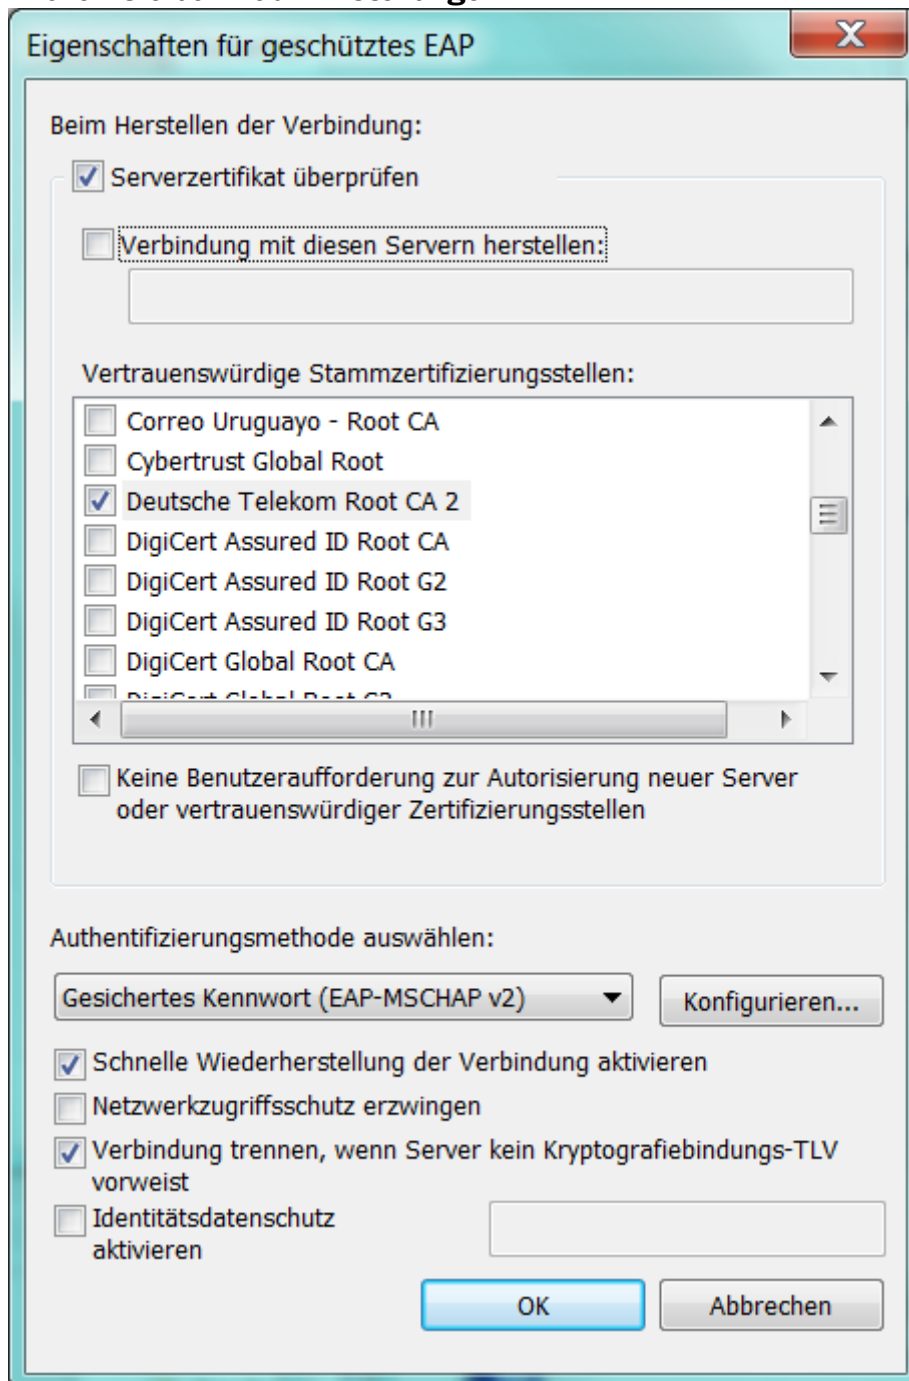 Eigenschaften für geschütztes EAP
Beim Herstellen der Verbindung:
Serverzertifikat überprüfen
Verbindung mit diesen Servern herstellen:
Vertrauenswürdige Stammzertifizierungsstellen:
Correo Uruguayo - Root CA
Cybertrust Global Root
Deutsche Telekom Root CA 2
DigiCert Assured ID Root CA
DigiCert Assured ID Root G2
DigiCert Assured ID Root G3
DigiCert Global Root CA
DigiCert Global Root G2
Keine Benutzeraufforderung zur Autorisierung neuer Server
oder vertrauenswürdiger Zertifizierungsstellen
Authentifizierungsmethode auswählen:
Gesichertes Kennwort (EAP-MSCHAP v2)
Konfigurieren...
Schnelle Wiederherstellung der Verbindung aktivieren
Netzwerkzugriffsschutz erzwingen
Verbindung trennen, wenn Server kein Kryptografiebindungs-TLV
vorweist
Identitätsdatenschutz
aktivieren
OK
Abbrechen